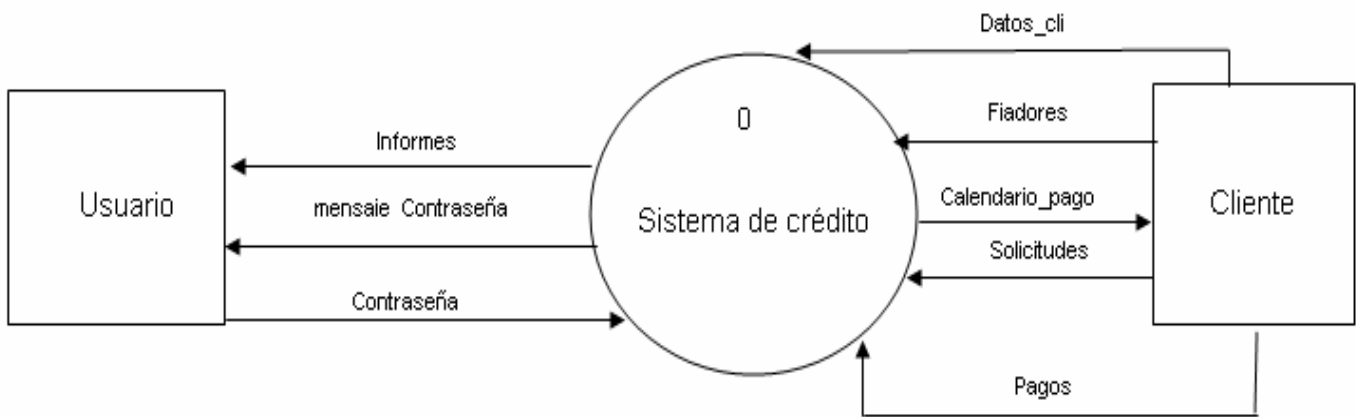 Datos_cli
0
Fiadores
Informes
Usuario
mensaie Contraseña
Sistema de crédito
Calendario_pago
Cliente
Solicitudes
Contraseña
Pagos